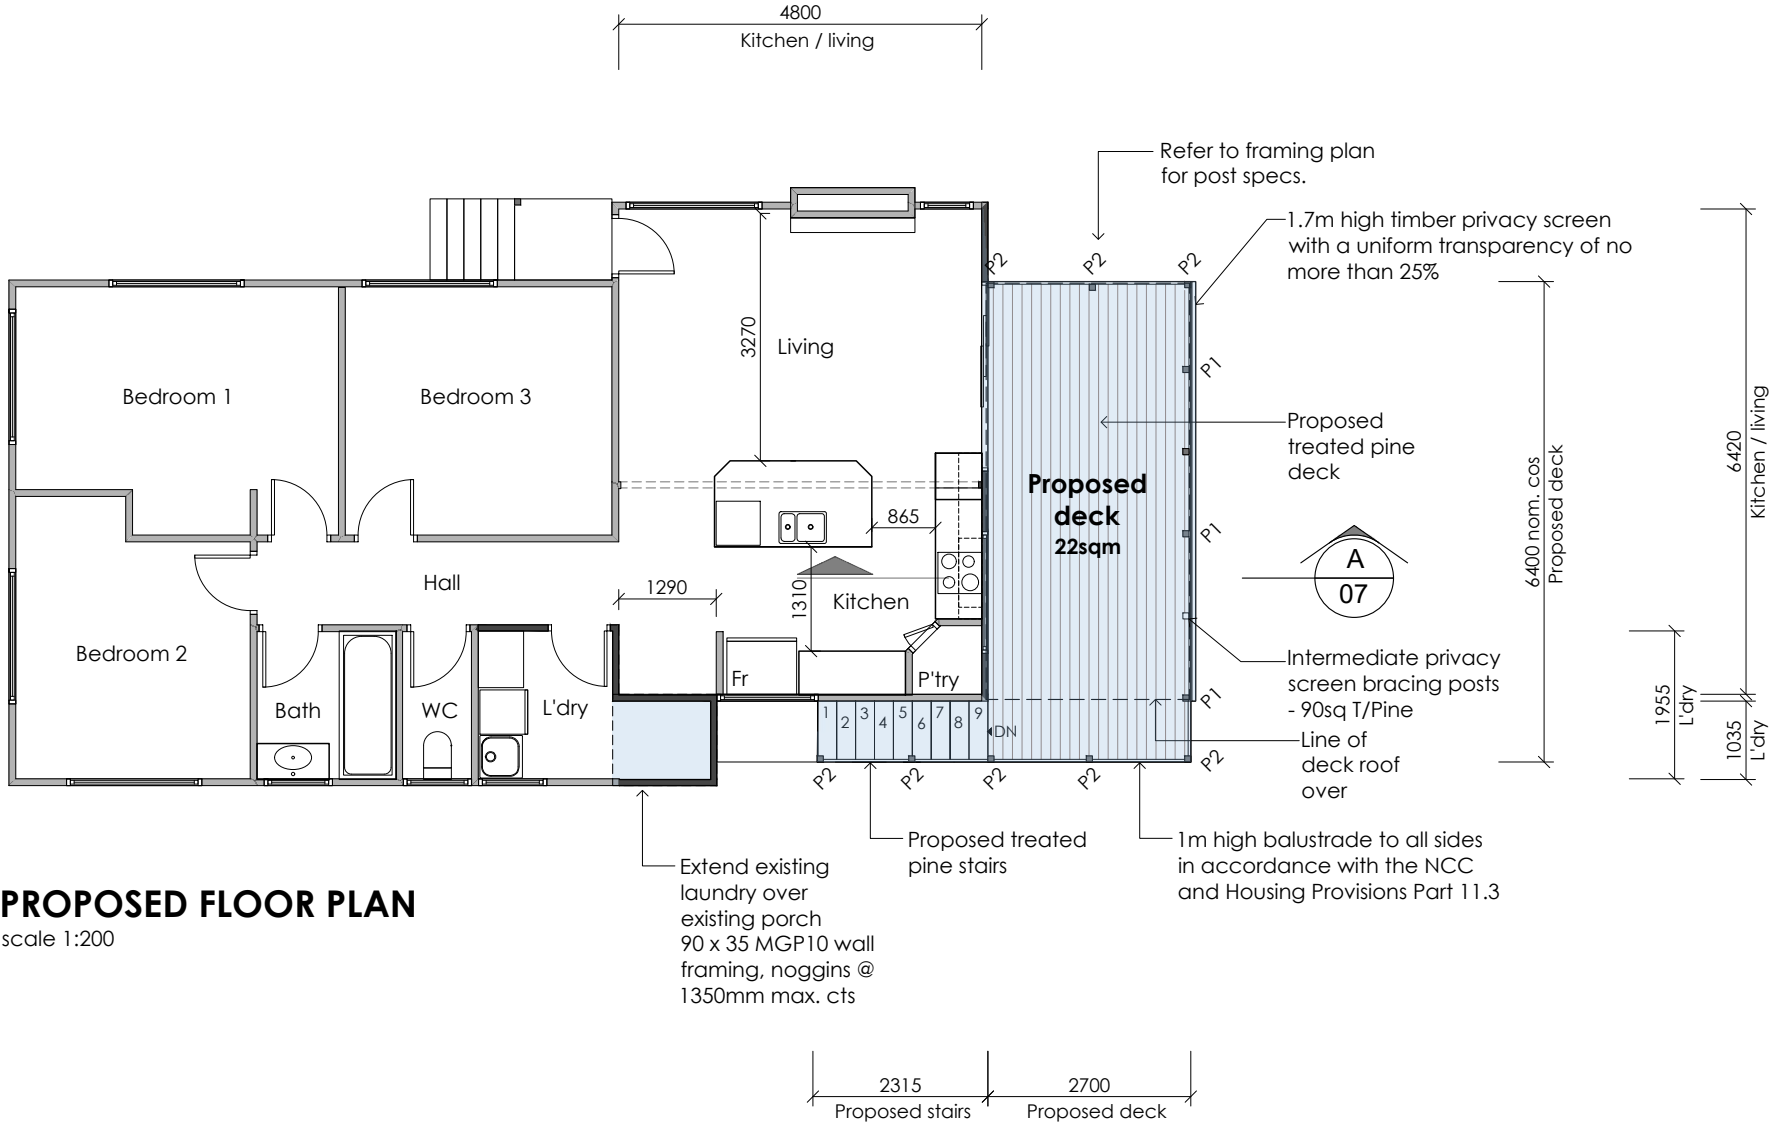 4800
Kitchen / living
Refer to framing plan
for post specs.
1.7m high timber privacy screen
with a uniform transparency of no
more than 25%
P2
P2
P2
3270
Living
Bedroom 1
Bedroom 3
P1
Proposed
treated pine
deck
Proposed
deck
22sqm
6400 nom. cos
Proposed deck
6420
Kitchen / living
865
P1
A
07
Hall
1290
1310
Kitchen
Bedroom 2
Intermediate privacy
screen bracing posts
- 90sq T/Pine
Fr
P'try
P1
Bath
WC
L'dry
1
2
3
4
5
6
7
8
9
DN
Line of
deck roof
over
1955
L'dry
1035
L'dry
P2
P2
P2
P2
P2
Proposed treated
pine stairs
1m high balustrade to all sides
in accordance with the NCC
and Housing Provisions Part 11.3
Extend existing
laundry over
existing porch
90 x 35 MGP10 wall
framing, noggins @
1350mm max. cts
PROPOSED FLOOR PLAN
scale 1:200
2315
Proposed stairs
2700
Proposed deck